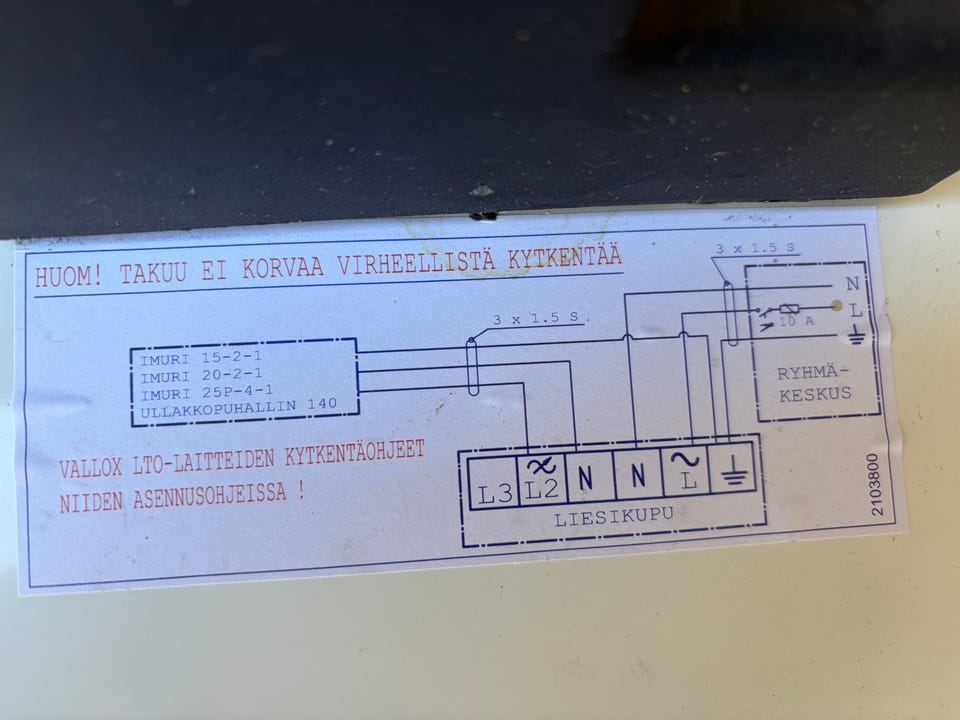 HUOM! TAKUU EI KORVAA VIRHEELLISTÄ KYTKENTÄÄ
3 x 1.5 S
N
L
10 A
RYHMÄ-
KESKUS
3 x 1.5 S
IMURI 15-2-1
IMURI 20-2-1
IMURI 25P-4-1
ULLAKKOPUHALLIN 140
VALLOX LTO-LAITTEIDEN KYTKENTÄOHJEET
NIIDEN ASENNUSOHJEISSA !
L3 L2 N N L
LIESIKUPU
2103800